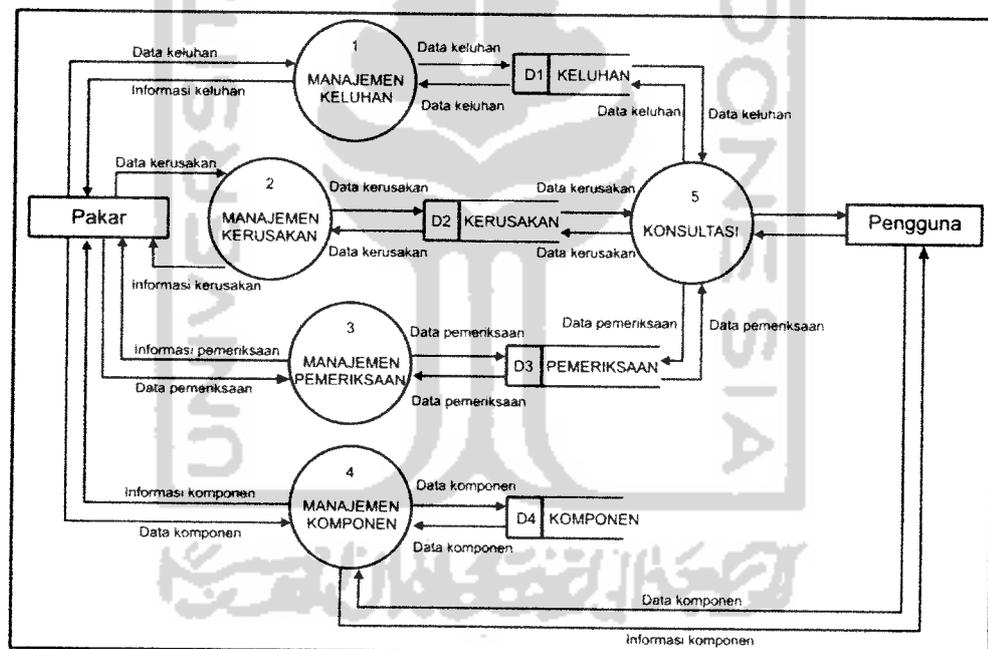 1
MANAJEMEN
KELUHAN
Data keluhan
Informasi keluhan
Data keluhan
Data keluhan
D1 KELUHAN
Data keluhan
Data keluhan
Data kerusakan
2
MANAJEMEN
KERUSAKAN
Data kerusakan
Data kerusakan
D2 KERUSAKAN
Data kerusakan
Data kerusakan
5
KONSULTASI
Pakar
Pengguna
Informasi kerusakan
3
MANAJEMEN
PEMERIKSAAN
Informasi pemeriksaan
Data pemeriksaan
Data pemeriksaan
Data pemeriksaan
D3 PEMERIKSAAN
Data pemeriksaan
Data pemeriksaan
4
MANAJEMEN
KOMPONEN
Informasi komponen
Data komponen
Data komponen
Data komponen
D4 KOMPONEN
Data komponen
Informasi komponen